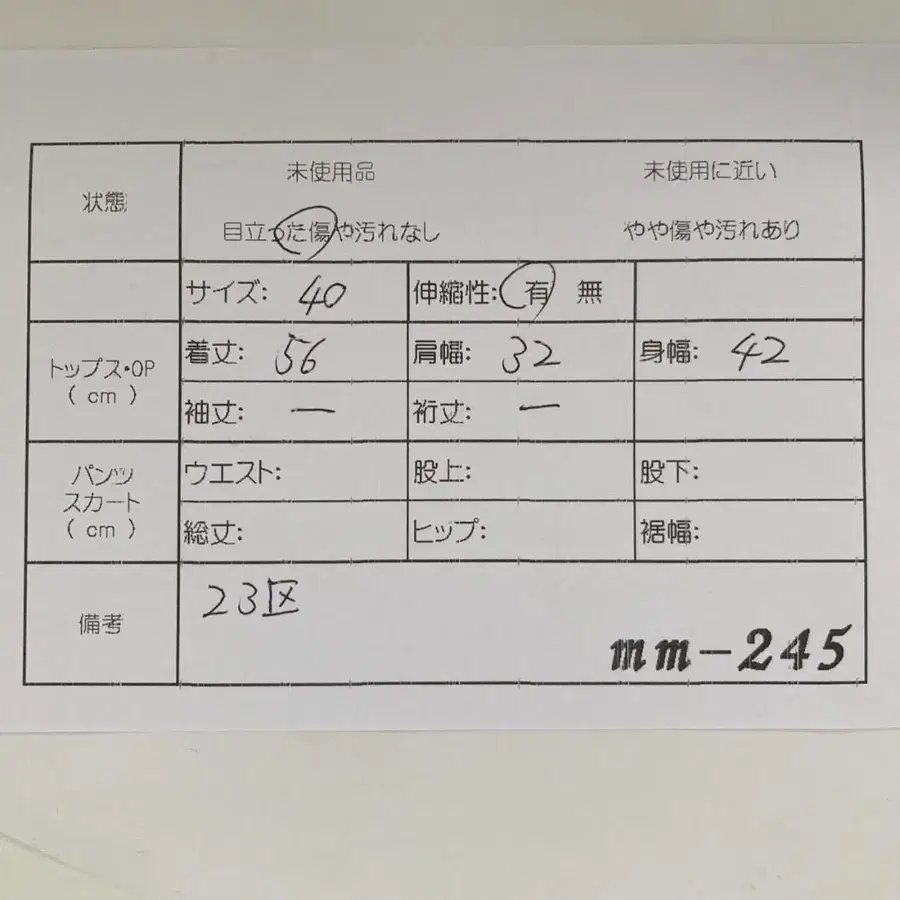 状態
未使用品 未使用に近い
目立った傷や汚れなし やや傷や汚れあり
サイズ: 40 伸縮性: 有 無
トップス・OP
( cm )
着丈: 56 肩幅: 32 身幅: 42
袖丈: ー 裄丈: ー
パンツ
スカート
( cm )
ウエスト: 股上: 股下:
総丈: ヒップ: 裾幅:
備考
23区
mm-245